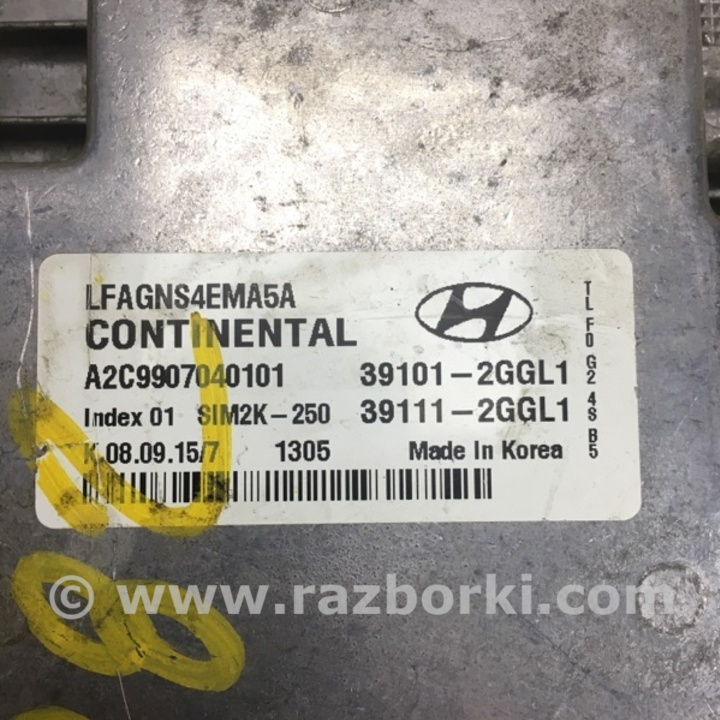 LFAGNS4EMA5A
CONTINENTAL
A2C9907040101 39101-2GGL1
Index 01 SIM2K-250 39111-2GGL1
K 08.09.15/7 1305 Made In Korea
TL F0 G2 4S B5
© www.razborki.com